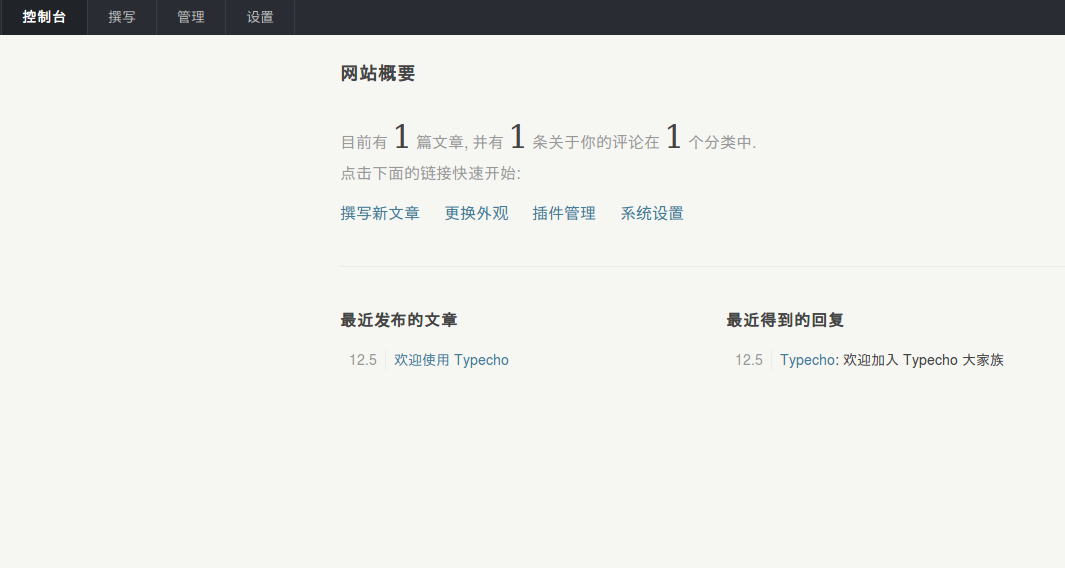 控制台 撰写 管理 设置
网站概要
目前有 1 篇文章, 并有 1 条关于你的评论在 1 个分类中.
点击下面的链接快速开始:
撰写新文章 更换外观 插件管理 系统设置
最近发布的文章
12.5 欢迎使用 Typecho
最近得到的回复
12.5 Typecho: 欢迎加入 Typecho 大家族